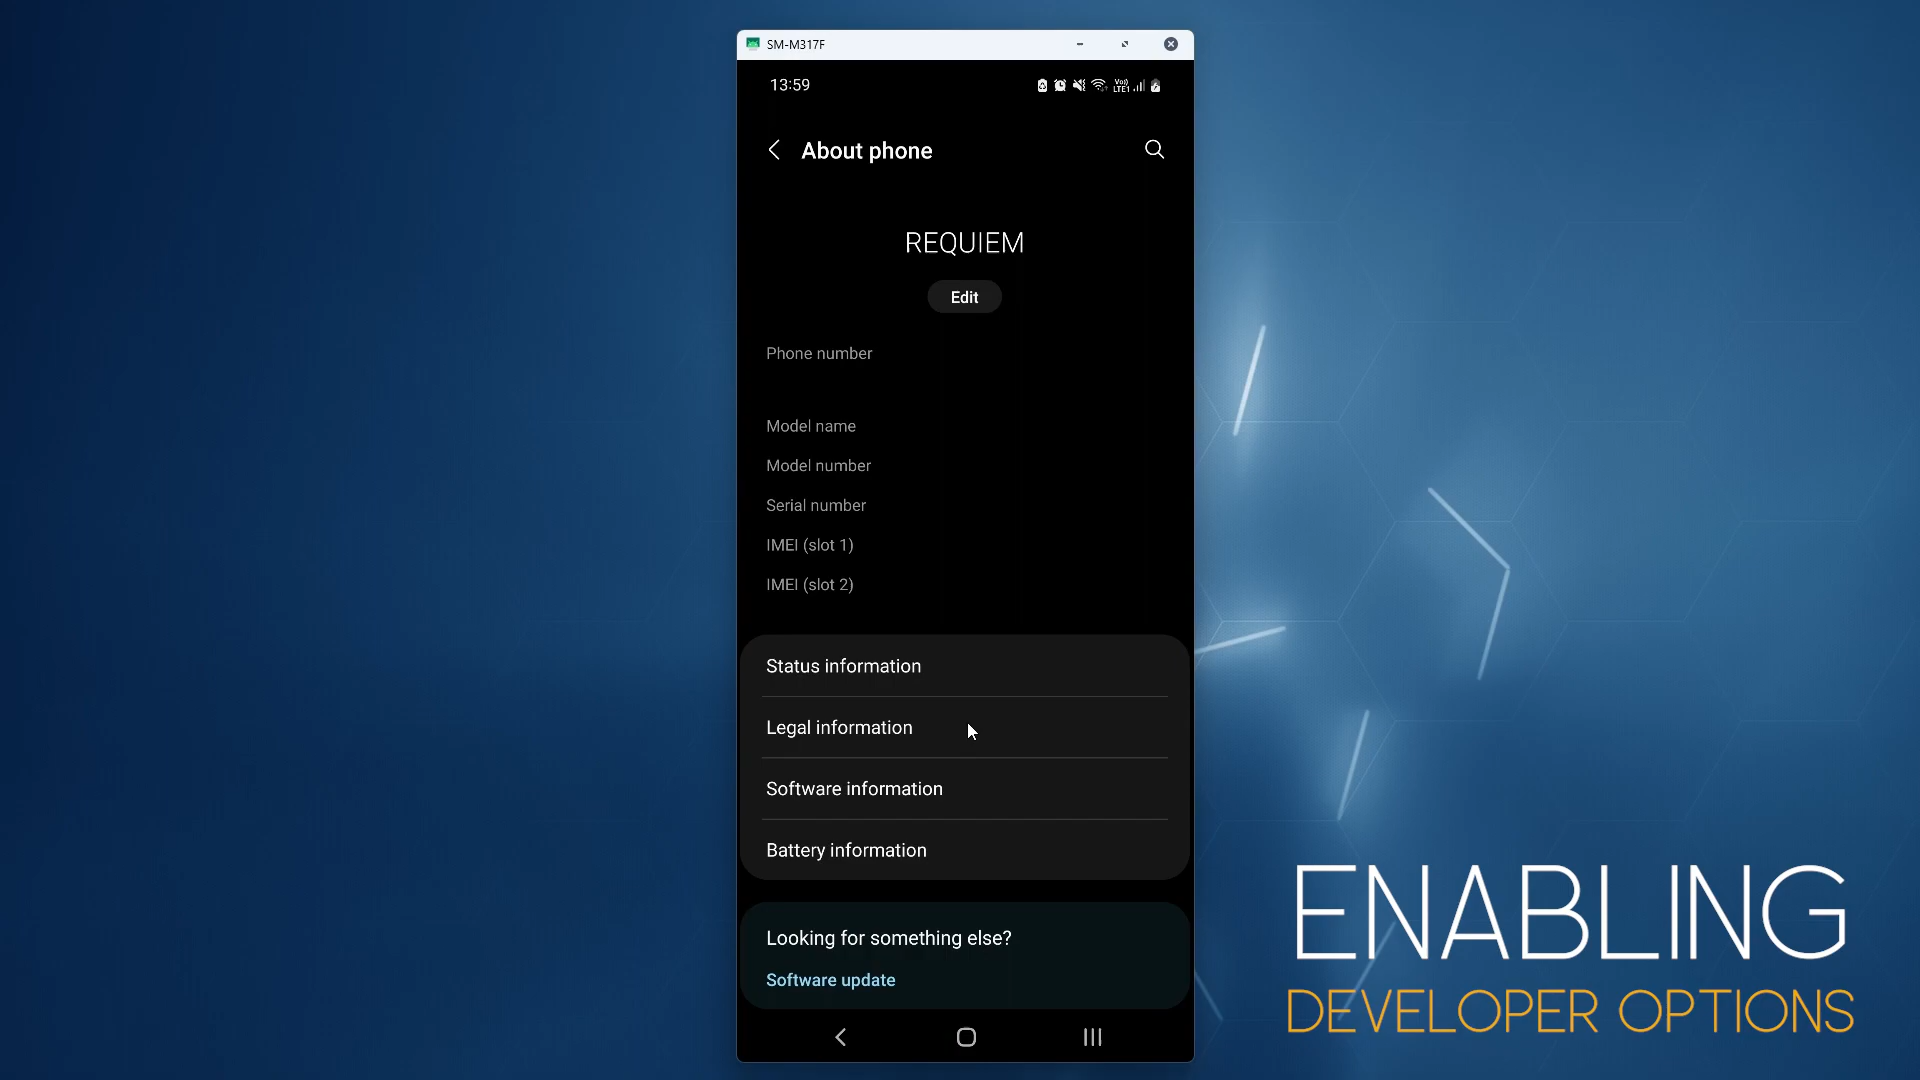 SM-M317F
13:59
Vo)) LTE1
About phone
REQUIEM
Edit
Phone number
Model name
Model number
Serial number
IMEI (slot 1)
IMEI (slot 2)
Status information
Legal information
Software information
Battery information
Looking for something else?
Software update
ENABLING
DEVELOPER OPTIONS